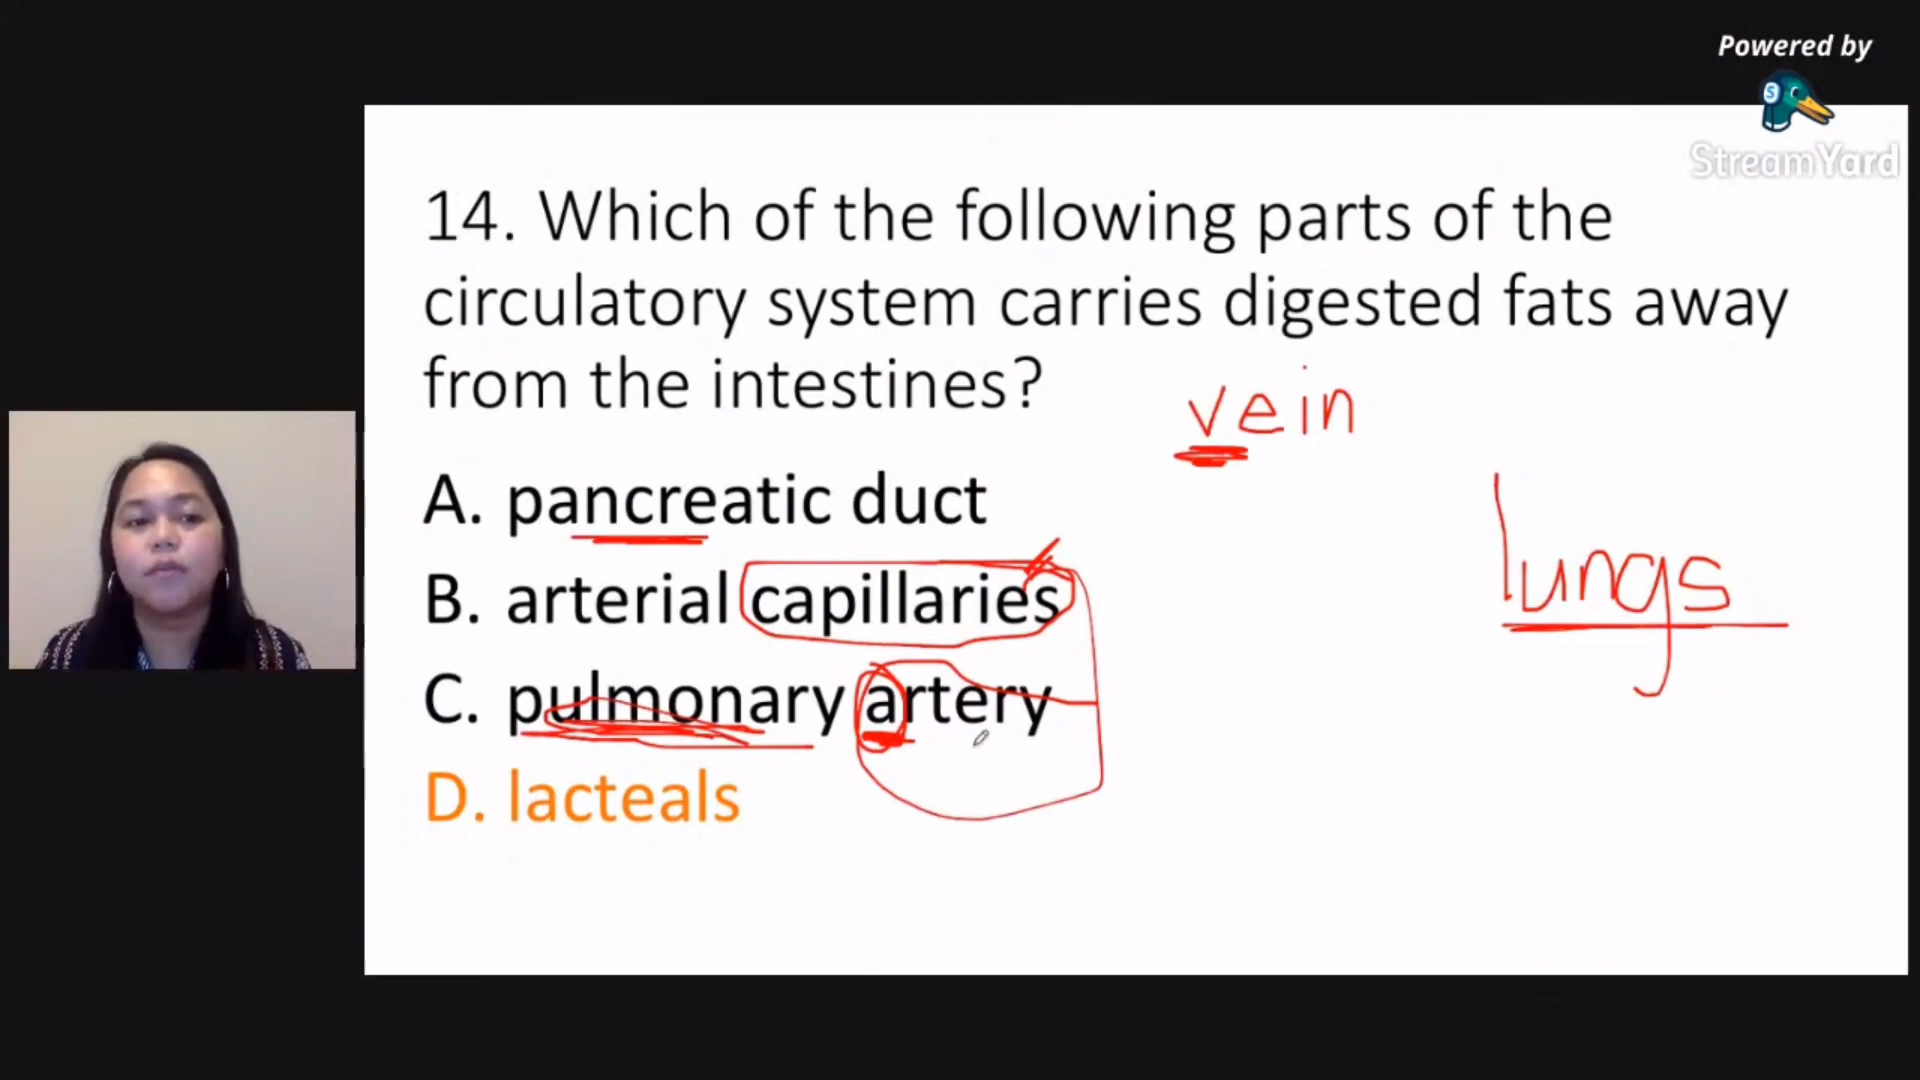 Powered by
StreamYard
14. Which of the following parts of the
circulatory system carries digested fats away
from the intestines?
vein
A. pancreatic duct
lungs
B. arterial capillaries
C. pulmonary artery
D. lacteals